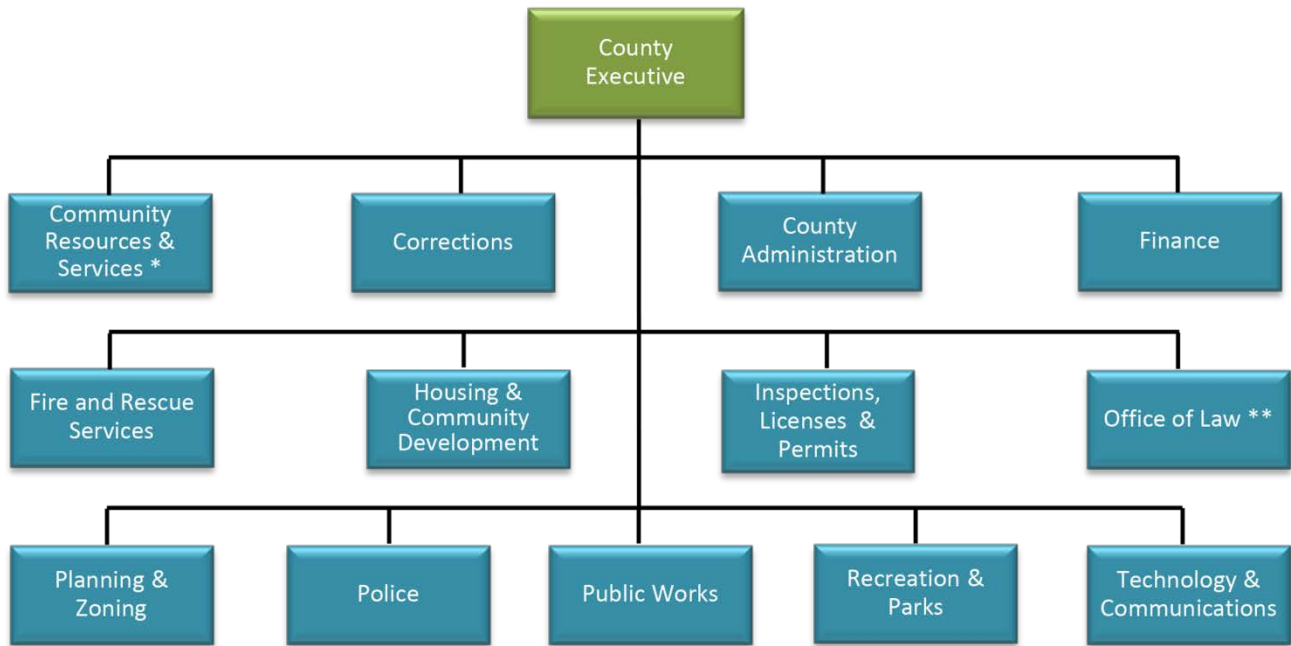 County
Executive
Community
Resources &
Services *
Corrections
County
Administration
Finance
Fire and Rescue
Services
Housing &
Community
Development
Inspections,
Licenses &
Permits
Office of Law **
Planning &
Zoning
Police
Public Works
Recreation &
Parks
Technology &
Communications